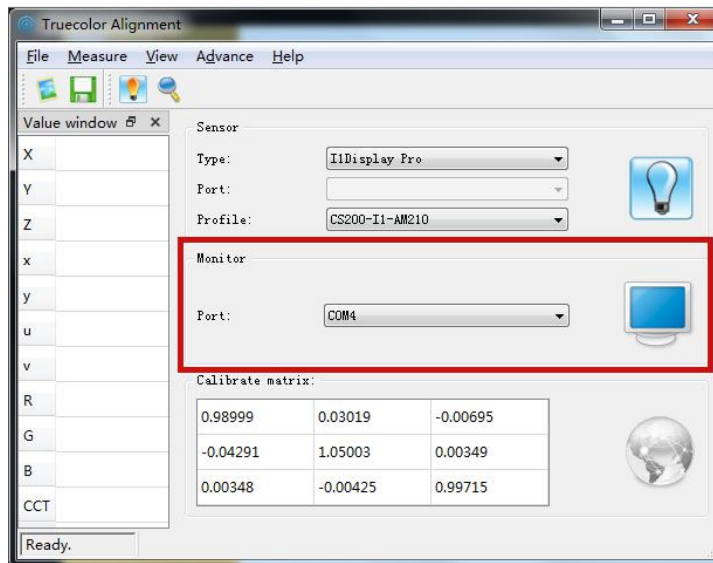 Truecolor Alignment
File Measure View Advance Help
Value window
X
Y
Z
x
y
u
v
R
G
B
CCT
Sensor
Type: I1Display Pro
Port:
Profile: CS200-I1-AM210
Monitor
Port: COM4
Calibrate matrix:
0.98999 0.03019 -0.00695
-0.04291 1.05003 0.00349
0.00348 -0.00425 0.99715
Ready.